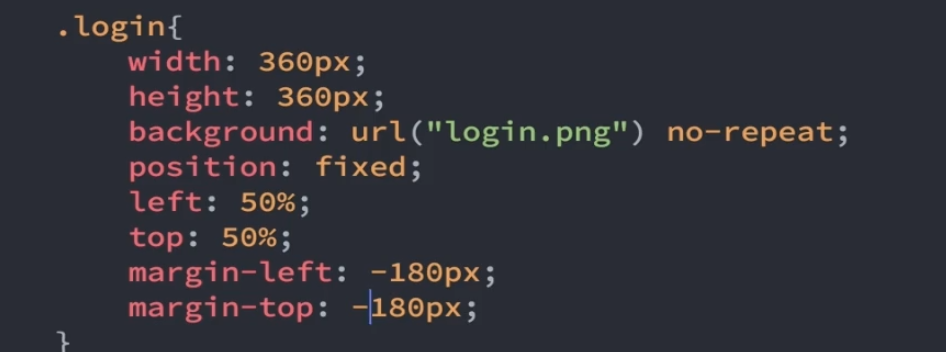 .login{
width: 360px;
height: 360px;
background: url("login.png") no-repeat;
position: fixed;
left: 50%;
top: 50%;
margin-left: -180px;
margin-top: -180px;
}